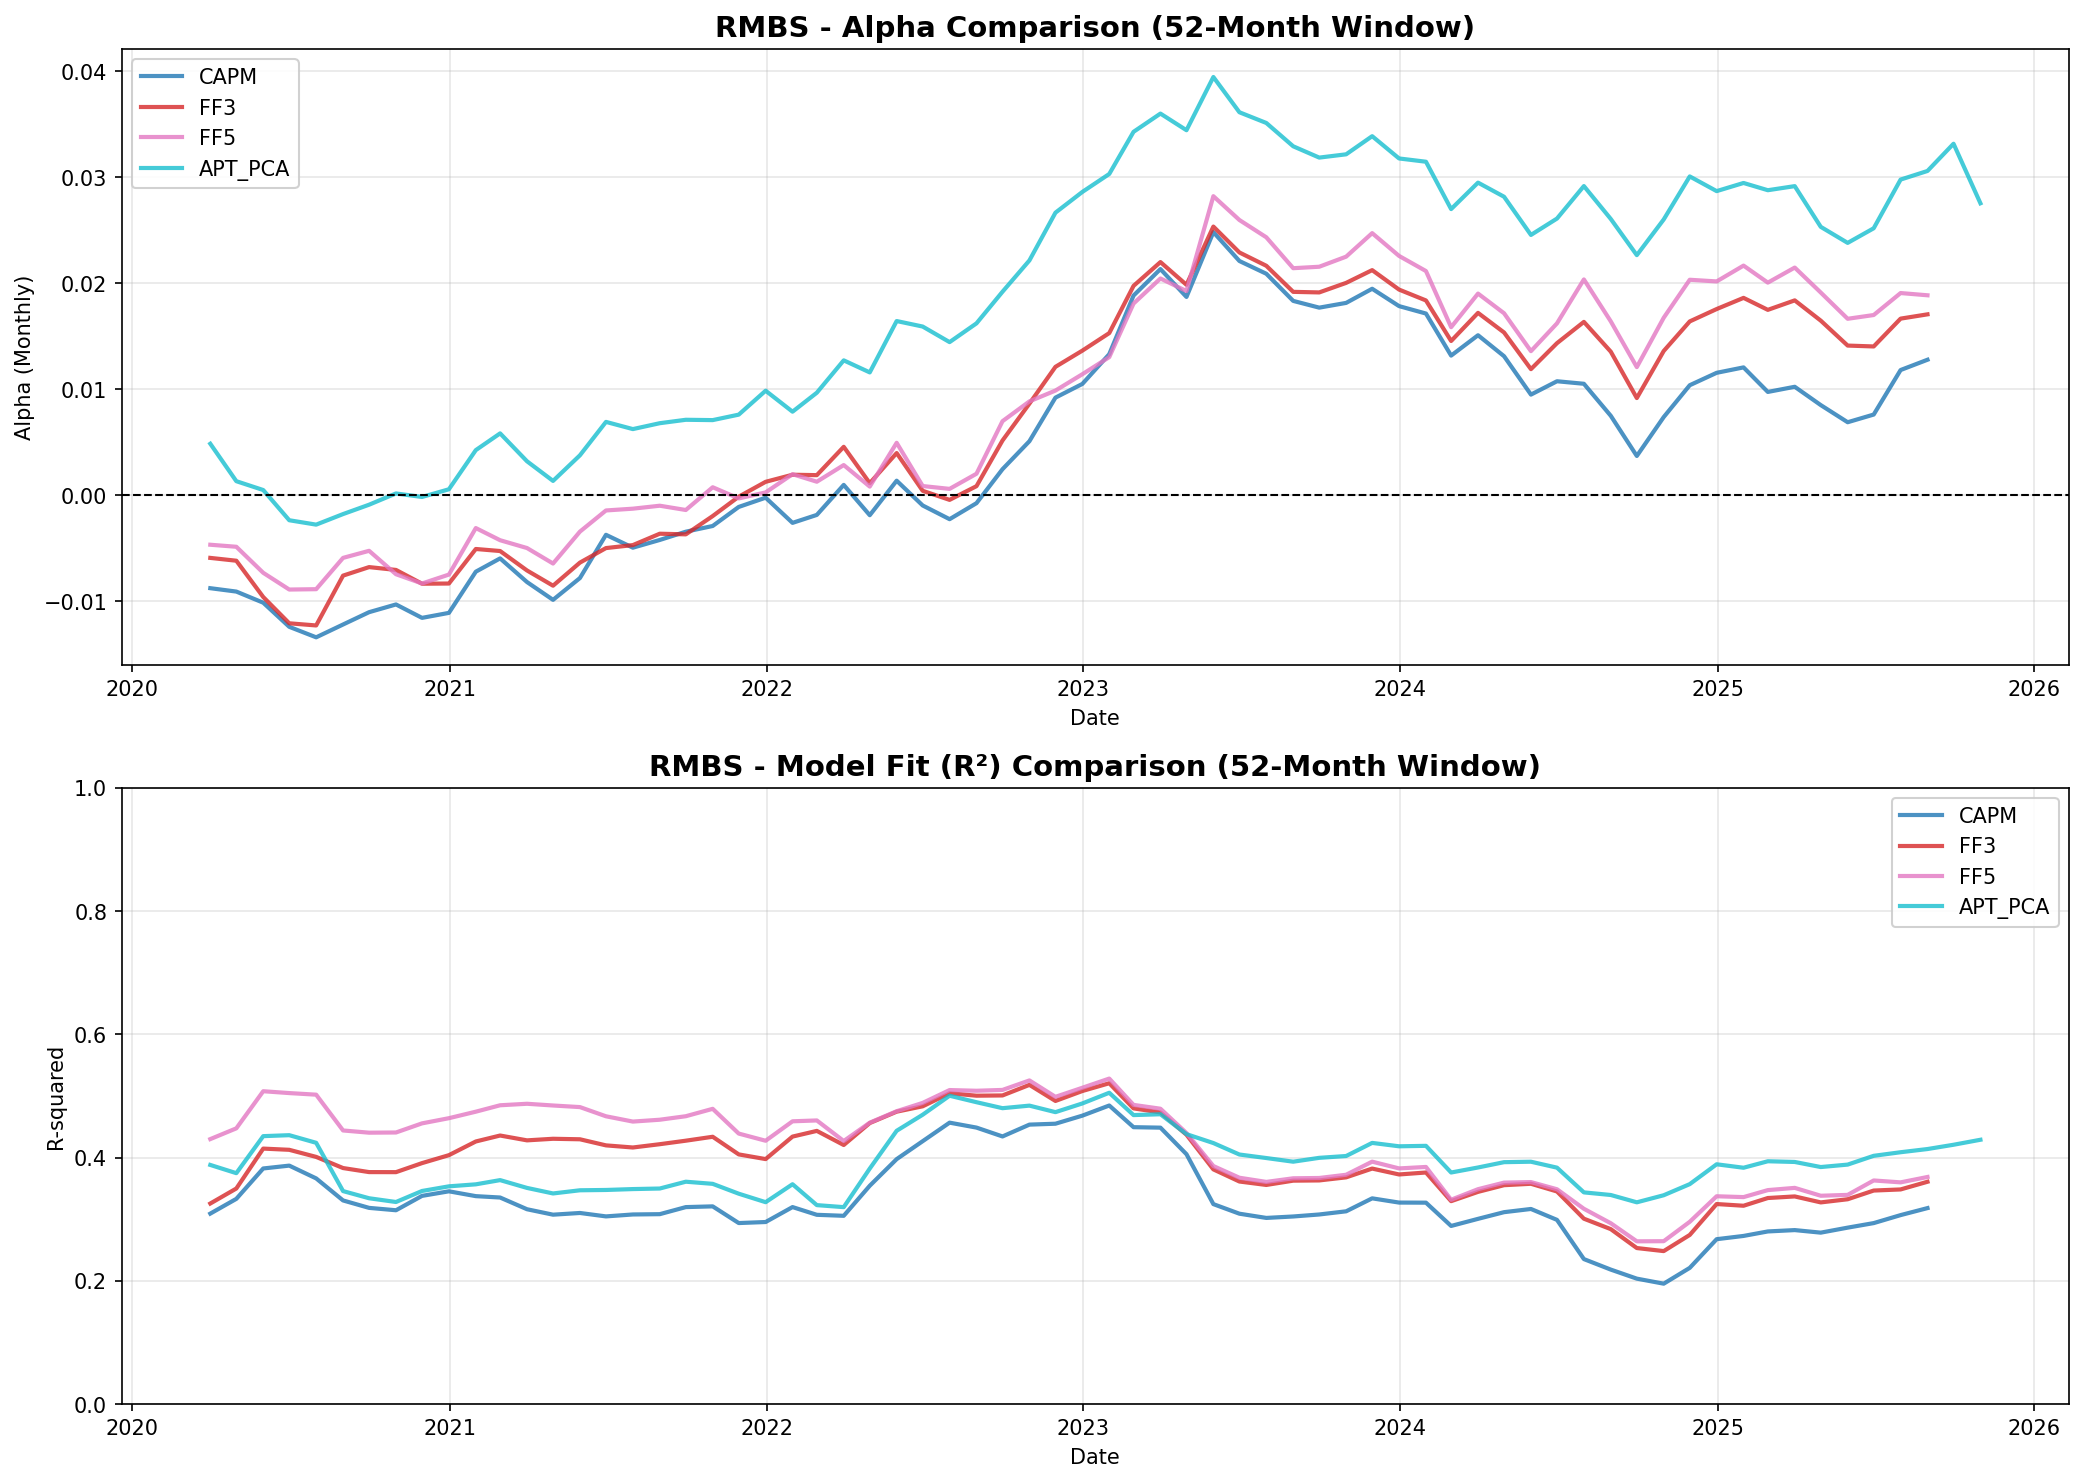 RMBS - Alpha Comparison (52-Month Window)
CAPM
FF3
FF5
APT_PCA
Alpha (Monthly)
0.04
0.03
0.02
0.01
0.00
−0.01
2020 2021 2022 2023 2024 2025 2026
Date
RMBS - Model Fit (R²) Comparison (52-Month Window)
CAPM
FF3
FF5
APT_PCA
R-squared
1.0
0.8
0.6
0.4
0.2
0.0
2020 2021 2022 2023 2024 2025 2026
Date